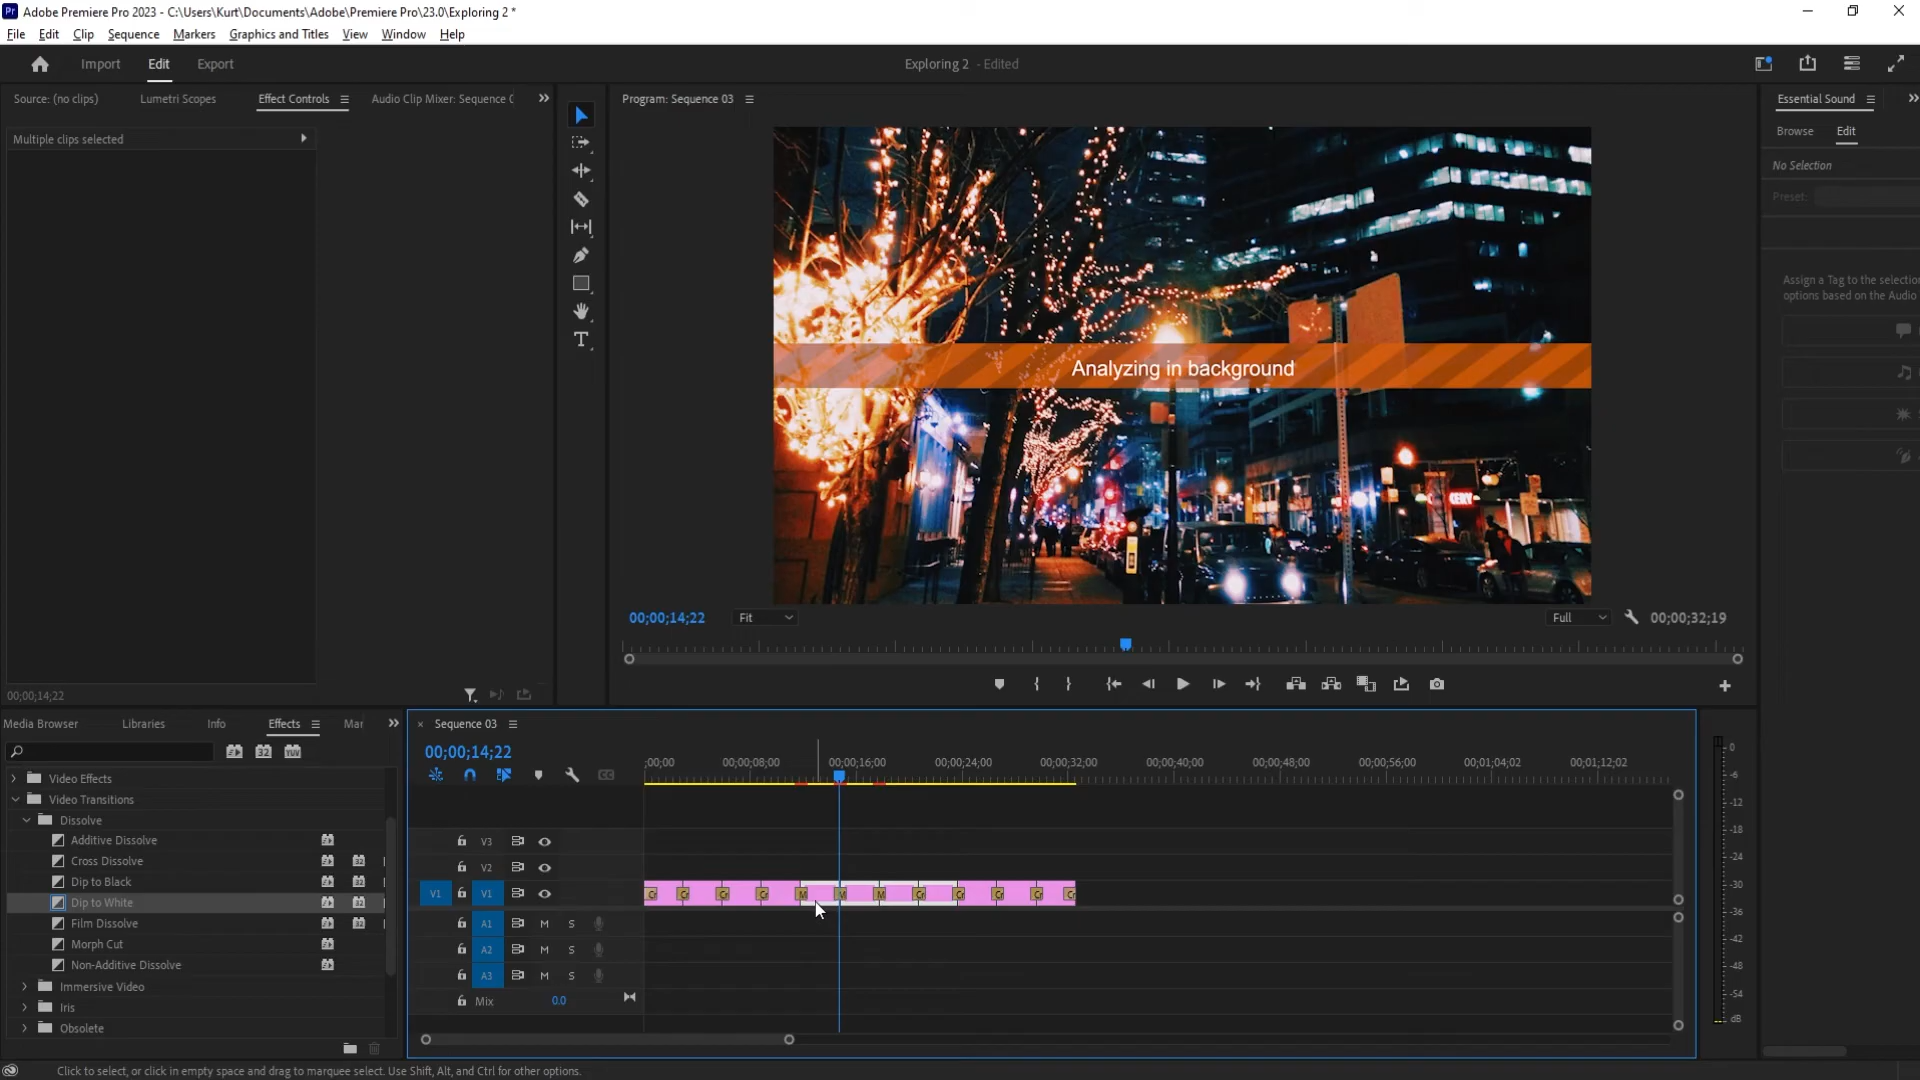 Pr Adobe Premiere Pro 2023 - C:\Users\Kurt\Documents\Adobe\Premiere Pro\23.0\Exploring 2 *
File Edit Clip Sequence Markers Graphics and Titles View Window Help
Import Edit Export
Exploring 2 - Edited
Source: (no clips) Lumetri Scopes Effect Controls Audio Clip Mixer: Sequence
Program: Sequence 03
Essential Sound
Browse Edit
Multiple clips selected
No Selection
Preset:
Assign a Tag to the selection
options based on the Audio
Analyzing in background
00;00;14;22
Fit
Full
00;00;32;19
00;00;14;22
Media Browser Libraries Info Effects Mar
Sequence 03
00;00;14;22
;00;00 00;00;08;00 00;00;16;00 00;00;24;00 00;00;32;00 00;00;40;00 00;00;48;00 00;00;56;00 00;01;04;02 00;01;12;02
Video Effects
Video Transitions
Dissolve
Additive Dissolve
Cross Dissolve
Dip to Black
Dip to White
Film Dissolve
Morph Cut
Non-Additive Dissolve
Immersive Video
Iris
Obsolete
V3
V2
V1 V1
A1 M S
A2 M S
A3 M S
Mix 0.0
0
-6
-12
-18
-24
-30
-36
-42
-48
-54
dB
Click to select, or click in empty space and drag to marquee select. Use Shift, Alt, and Ctrl for other options.